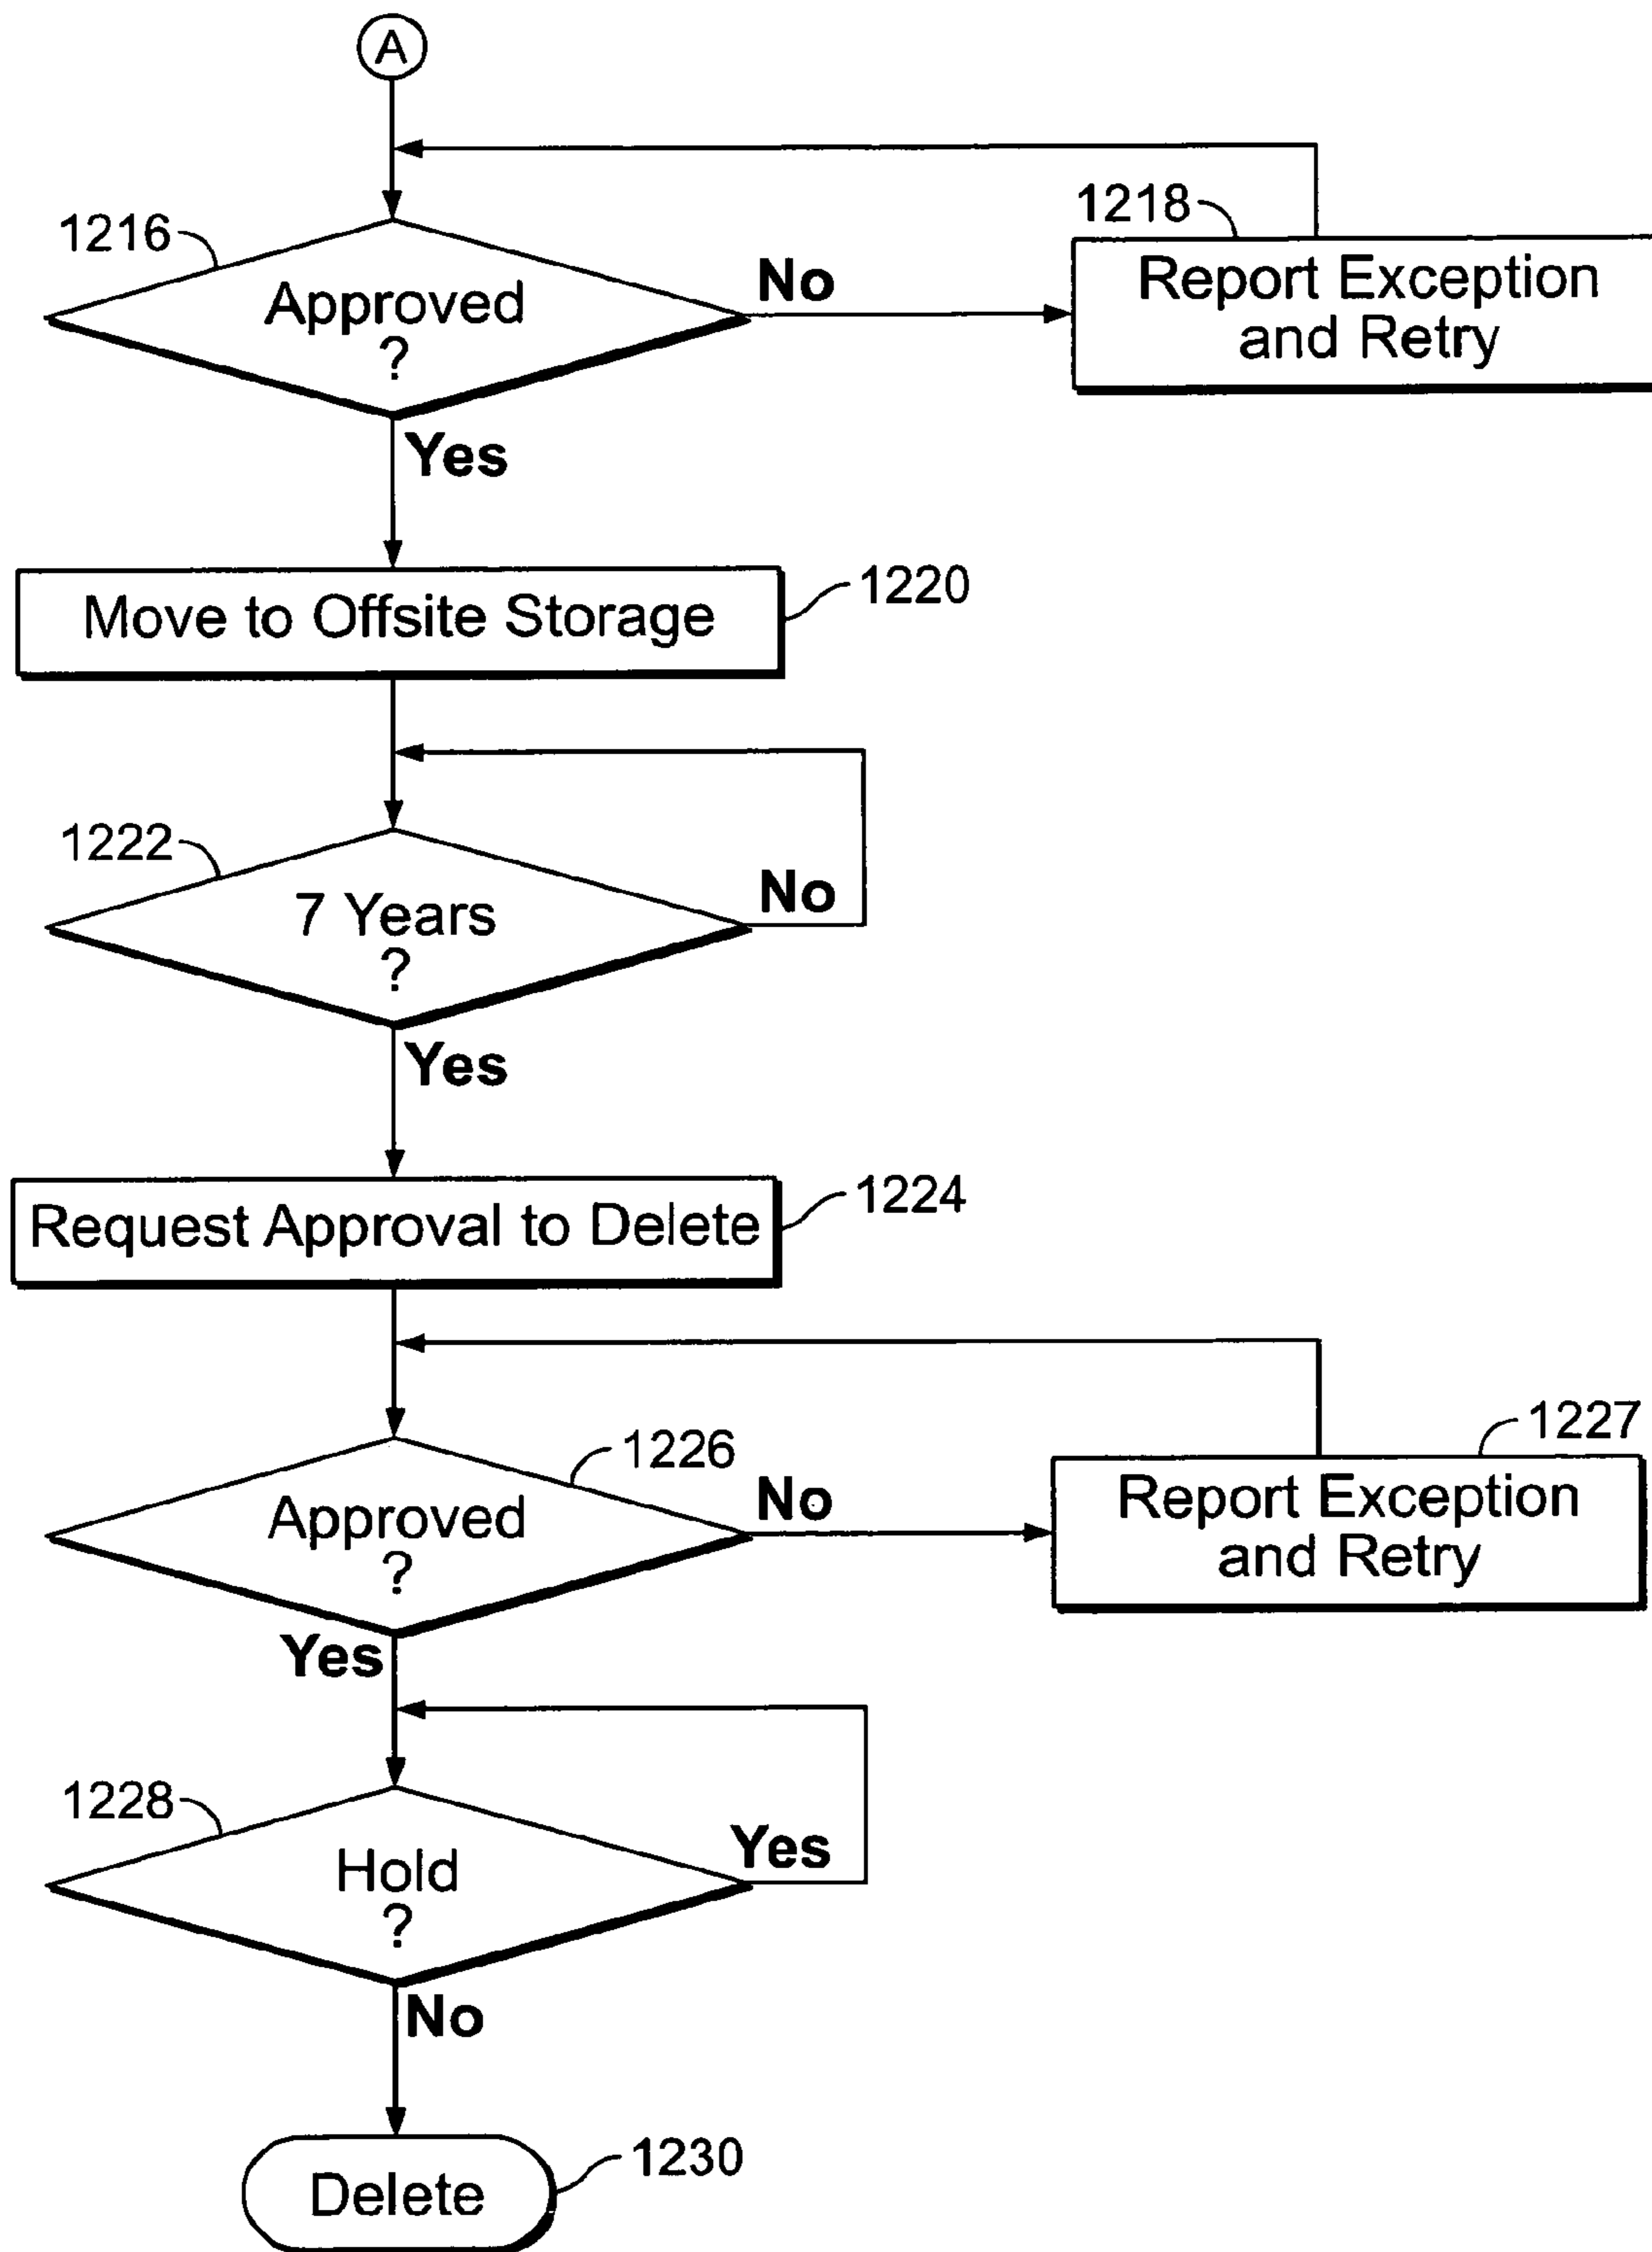 A
1216
Approved
?
No
1218
Report Exception
and Retry
Yes
Move to Offsite Storage
1220
1222
7 Years
?
No
Yes
Request Approval to Delete
1224
1226
Approved
?
No
1227
Report Exception
and Retry
Yes
1228
Hold
?
Yes
No
Delete
1230